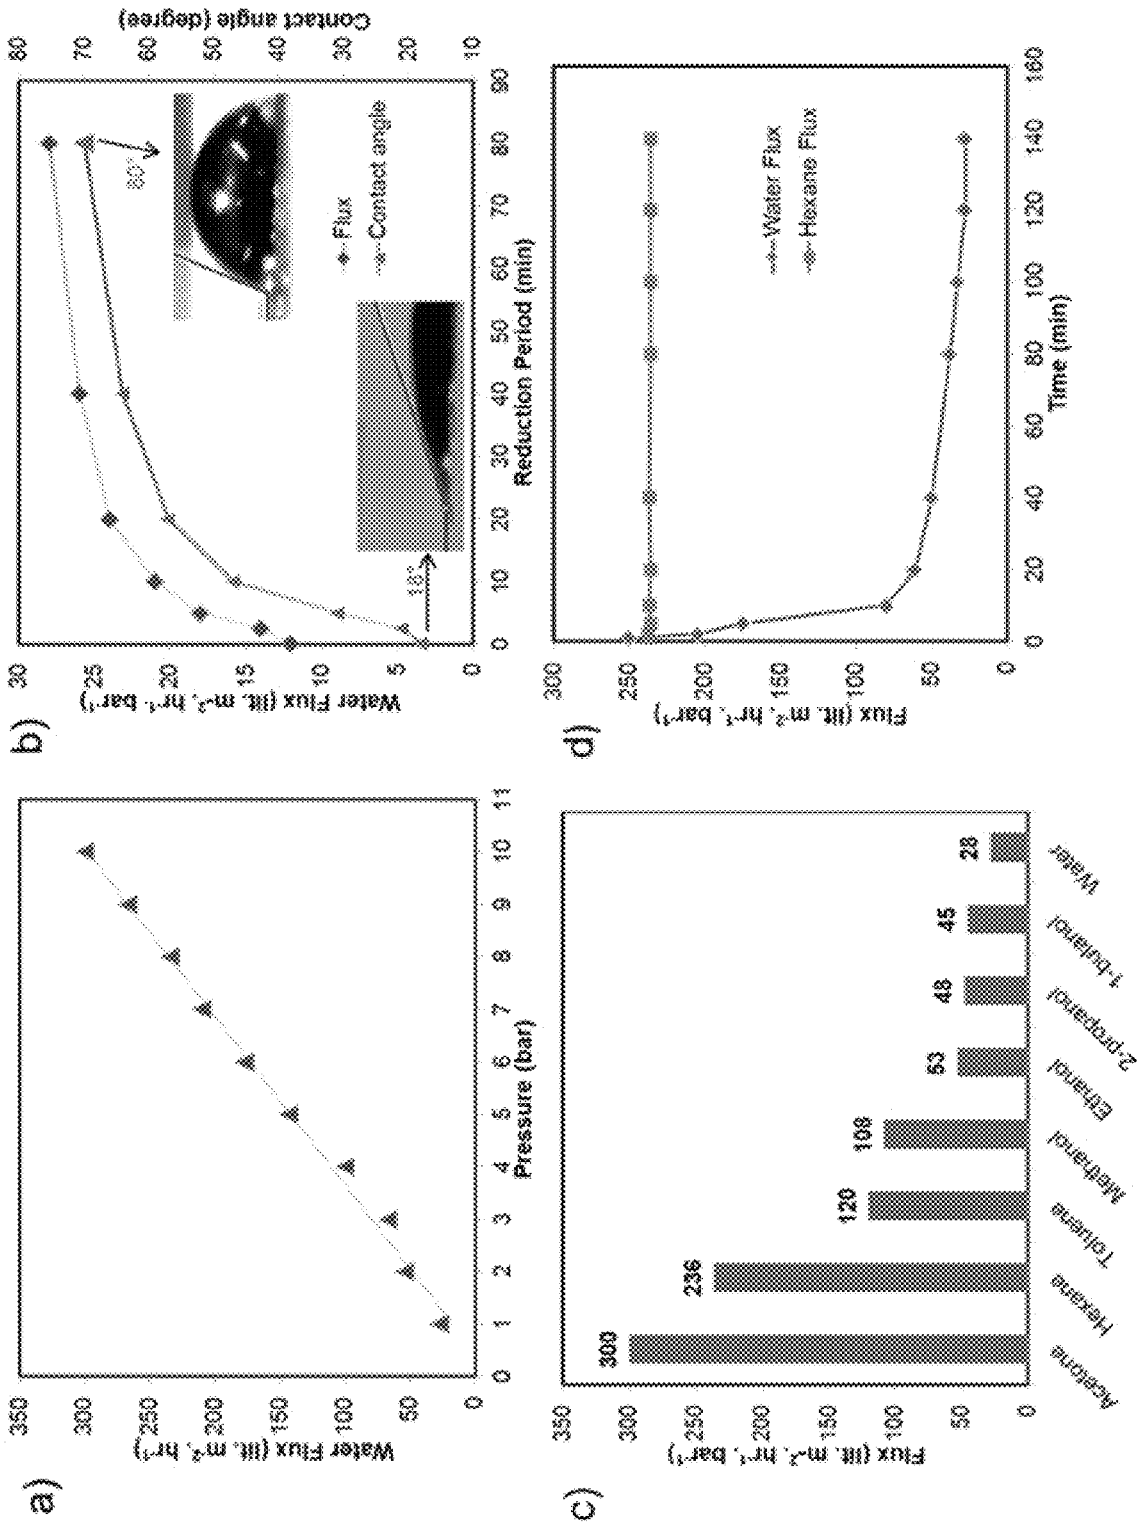 a)
350
300
250
200
150
100
50
0
Water Flux (lit. m-², hr-¹)
0 1 2 3 4 5 6 7 8 9 10 11
Pressure (bar)
b)
30
25
20
15
10
5
0
Water Flux (lit. m-², hr-¹, bar-¹)
80
70
60
50
40
30
20
10
Contact angle (degree)
60°
18°
Flux
Contact angle
0 10 20 30 40 50 60 70 80 90
Reduction Period (min)
c)
350
300
250
200
150
100
50
0
Flux (lit. m-², hr-¹, bar-¹)
300
236
120
108
53
48
45
28
Acetone
Hexane
Toluene
Methanol
Ethanol
2-propanol
1-butanol
Water
d)
300
250
200
150
100
50
0
Flux (lit. m-², hr-¹, bar-¹)
Water Flux
Hexane Flux
0 20 40 60 80 100 120 140 160
Time (min)